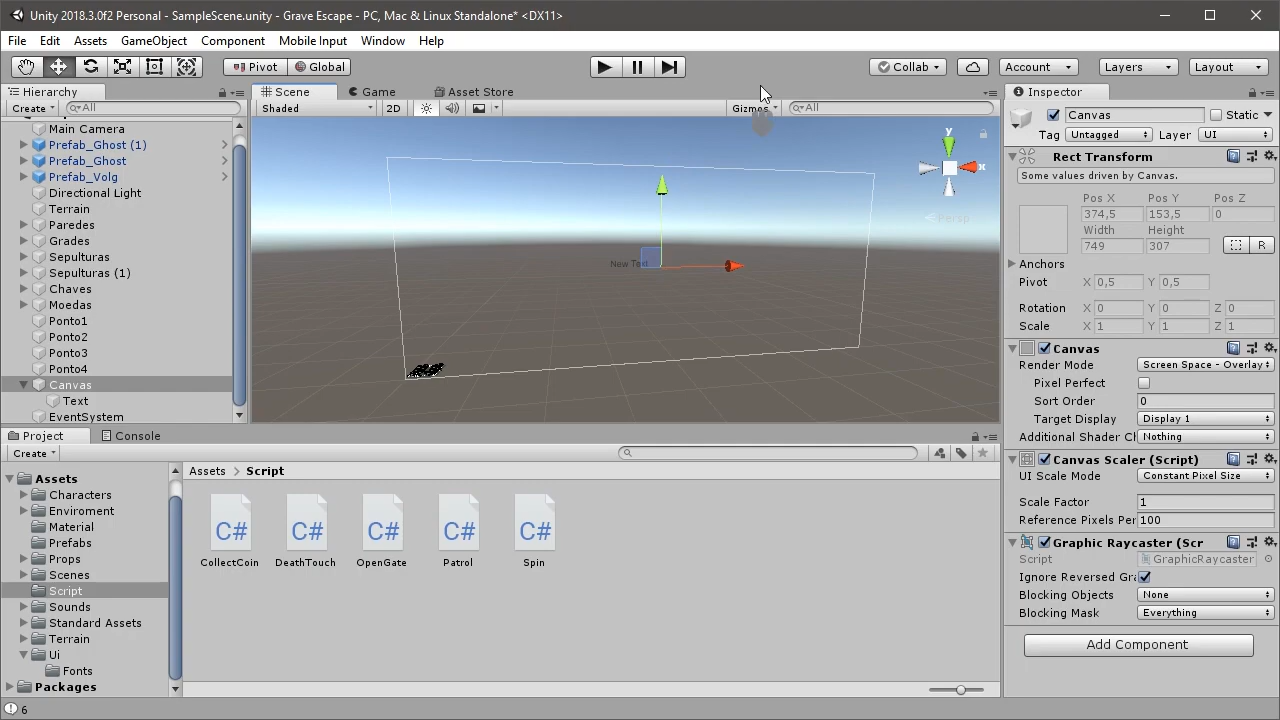 Unity 2018.3.0f2 Personal - SampleScene.unity - Grave Escape - PC, Mac & Linux Standalone* <DX11>
File Edit Assets GameObject Component Mobile Input Window Help
Pivot Global Collab Account Layers Layout
Hierarchy
Create All
Main Camera
Prefab_Ghost (1)
Prefab_Ghost
Prefab_Volg
Directional Light
Terrain
Paredes
Grades
Sepulturas
Sepulturas (1)
Chaves
Moedas
Ponto1
Ponto2
Ponto3
Ponto4
Canvas
Text
EventSystem
Scene Game Asset Store
Shaded 2D Gizmos All
y
x
Persp
New Text
Inspector
Canvas Static
Tag Untagged Layer UI
Rect Transform
Some values driven by Canvas.
Pos X Pos Y Pos Z
374,5 153,5 0
Width Height
749 307
R
Anchors
Pivot X 0,5 Y 0,5
Rotation X 0 Y 0 Z 0
Scale X 1 Y 1 Z 1
Canvas
Render Mode Screen Space - Overlay
Pixel Perfect
Sort Order 0
Target Display Display 1
Additional Shader Cl Nothing
Canvas Scaler (Script)
UI Scale Mode Constant Pixel Size
Scale Factor 1
Reference Pixels Per 100
Graphic Raycaster (Scr
Script GraphicRaycaster
Ignore Reversed Gra
Blocking Objects None
Blocking Mask Everything
Add Component
Project Console
Create
Assets
Characters
Enviroment
Material
Prefabs
Props
Scenes
Script
Sounds
Standard Assets
Terrain
Ui
Fonts
Packages
Assets > Script
C# C# C# C# C#
CollectCoin DeathTouch OpenGate Patrol Spin
6